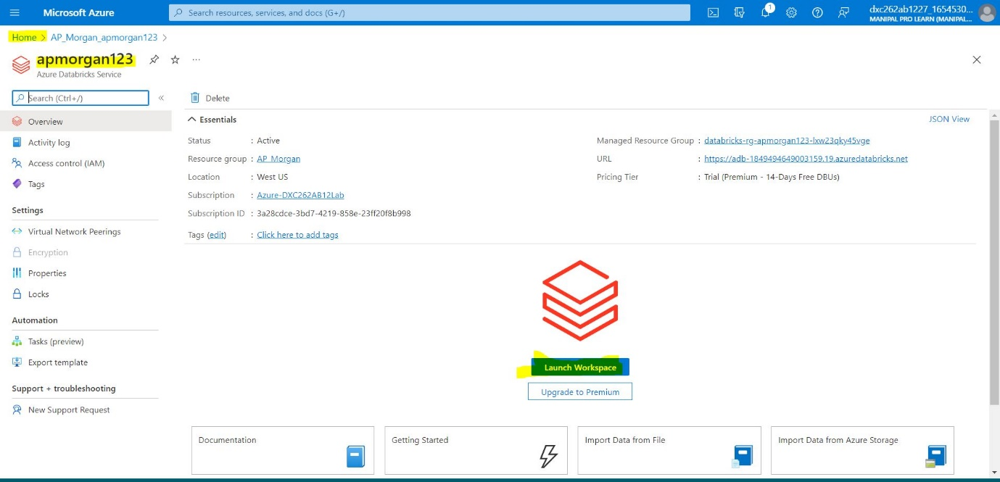 Microsoft Azure
Search resources, services, and docs (G+/)
1
dxc262ab1227_1654530...
MANIPAL PRO LEARN (MANIPAL...
Home > AP_Morgan_apmorgan123 >
apmorgan123
...
Azure Databricks Service
Search (Ctrl+/)
«
Delete
Overview
Activity log
Access control (IAM)
Tags
Settings
Virtual Network Peerings
Encryption
Properties
Locks
Automation
Tasks (preview)
Export template
Support + troubleshooting
New Support Request
Essentials
JSON View
Status : Active
Resource group : AP_Morgan
Location : West US
Subscription : Azure-DXC262AB12Lab
Subscription ID : 3a28cdce-3bd7-4219-858e-23ff20f8b998
Tags (edit) : Click here to add tags
Managed Resource Group : databricks-rg-apmorgan123-lxw23qky45vge
URL : https://adb-1849494649003159.19.azuredatabricks.net
Pricing Tier : Trial (Premium - 14-Days Free DBUs)
Launch Workspace
Upgrade to Premium
Documentation
Getting Started
Import Data from File
Import Data from Azure Storage